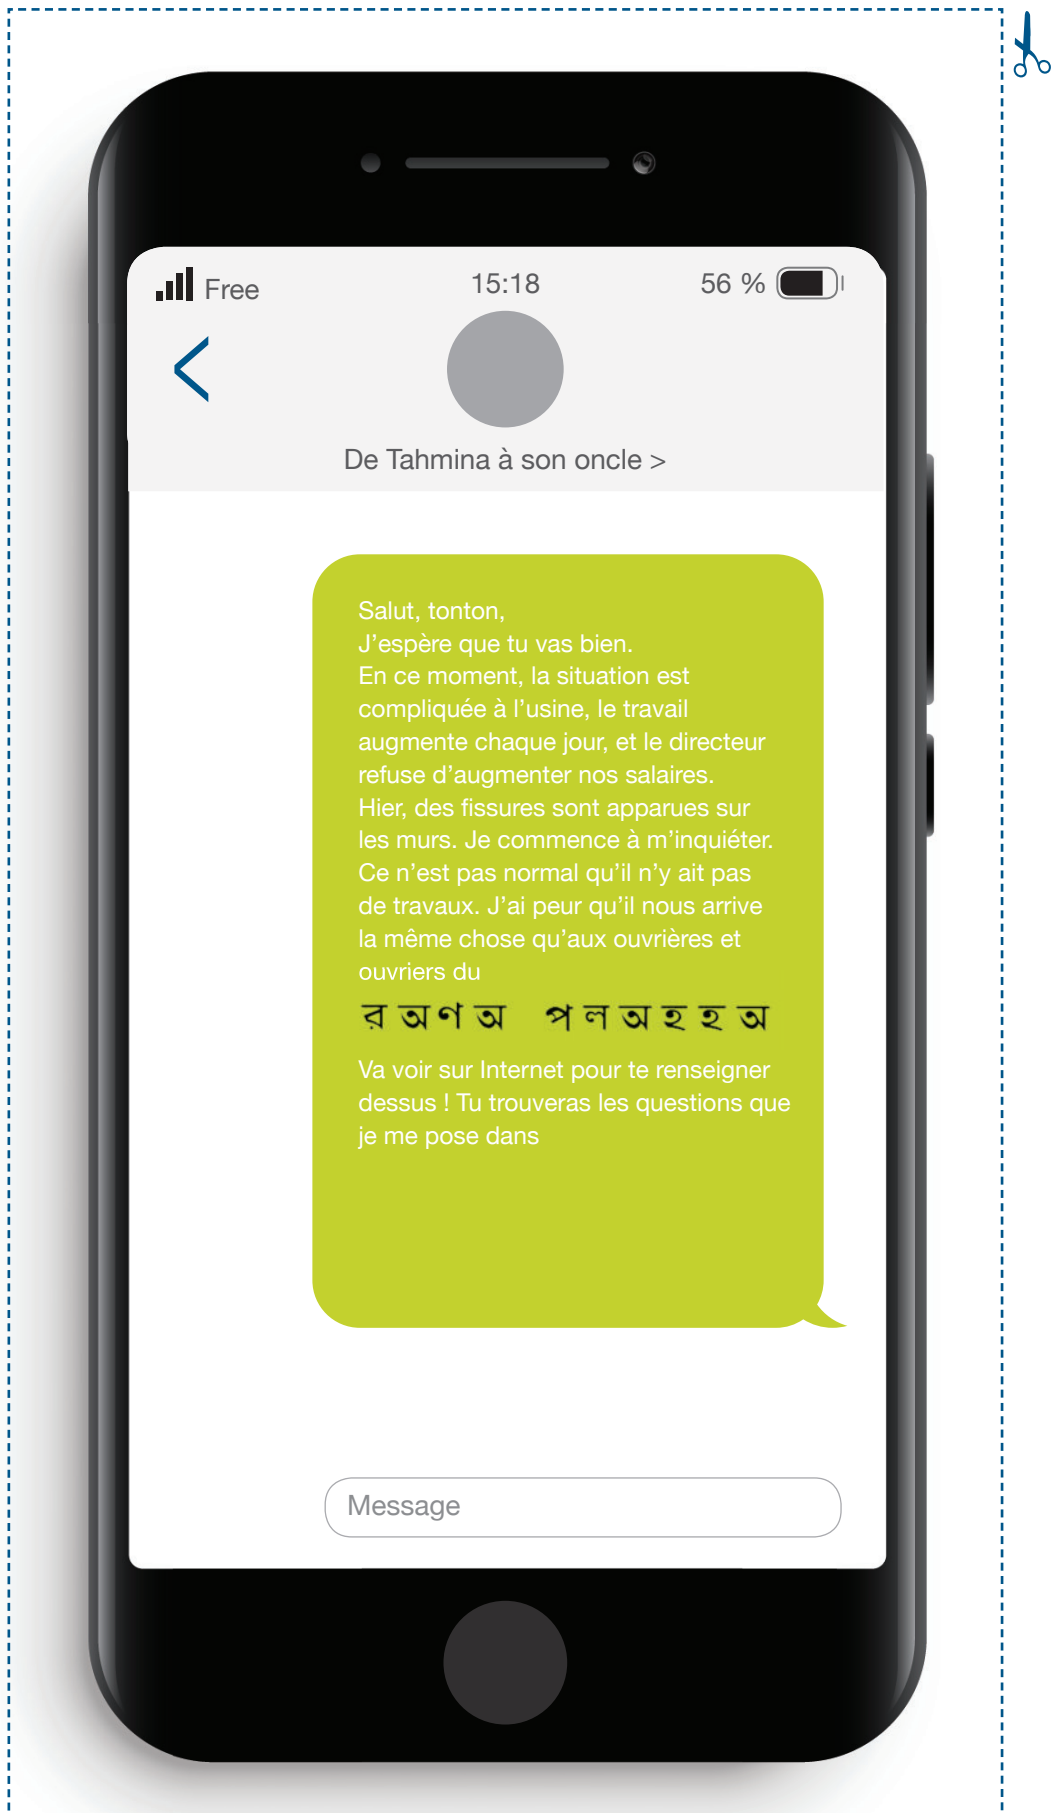 Free 15:18 56 %
De Tahmina à son oncle >
Salut, tonton,
J’espère que tu vas bien.
En ce moment, la situation est
compliquée à l’usine, le travail
augmente chaque jour, et le directeur
refuse d’augmenter nos salaires.
Hier, des fissures sont apparues sur
les murs. Je commence à m’inquiéter.
Ce n’est pas normal qu’il n’y ait pas
de travaux. J’ai peur qu’il nous arrive
la même chose qu’aux ouvrières et
ouvriers du
র অ ণ অ প ল অ হ হ অ
Va voir sur Internet pour te renseigner
dessus ! Tu trouveras les questions que
je me pose dans
Message